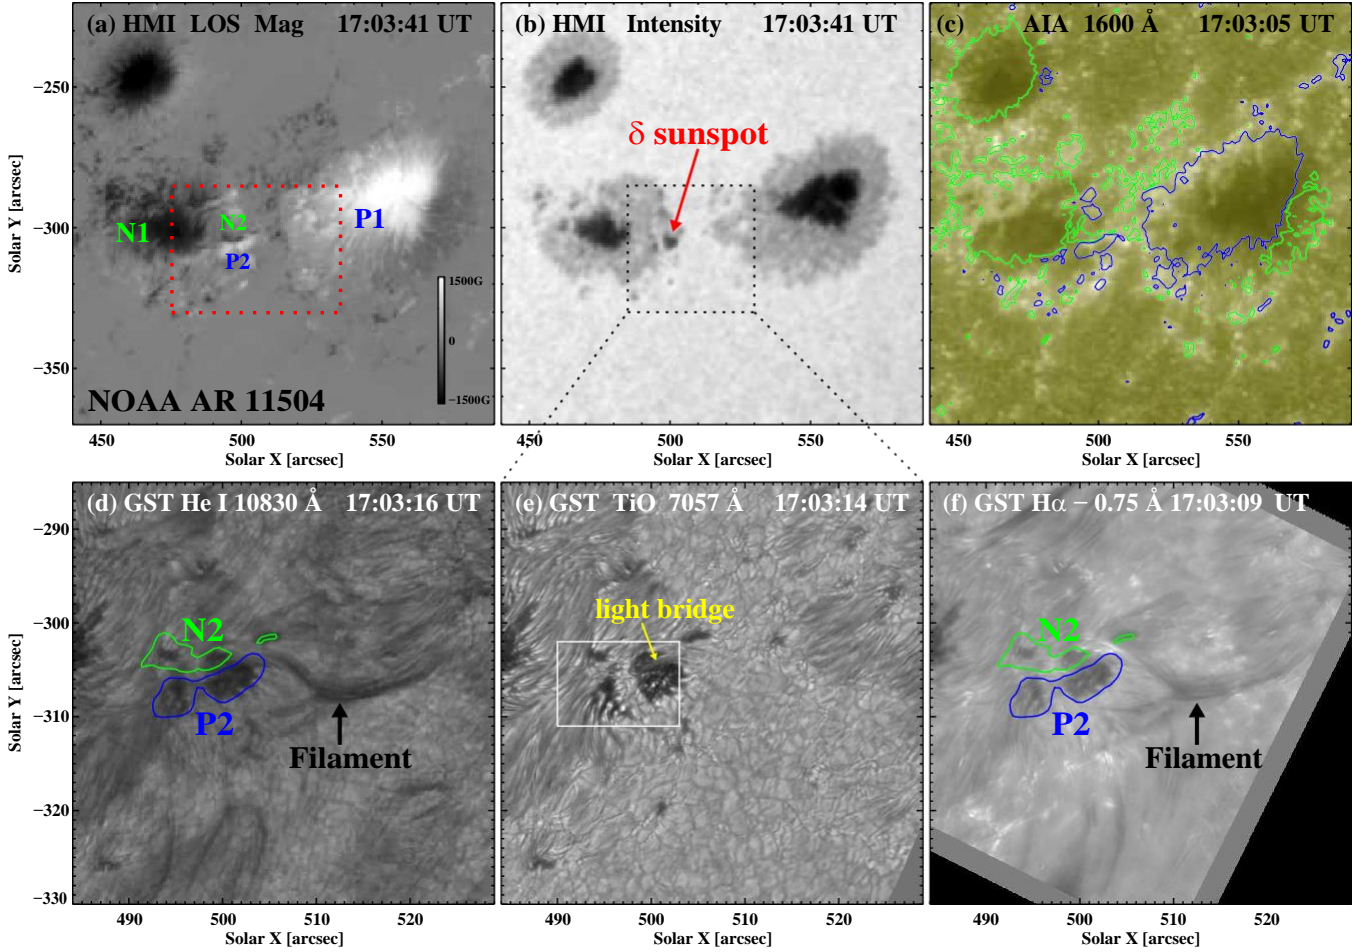 (a) HMI LOS Mag 17:03:41 UT
(b) HMI Intensity 17:03:41 UT
(c) AIA 1600 Å 17:03:05 UT
δ sunspot
N1
N2
P1
P2
1500G
0
−1500G
NOAA AR 11504
−250
−300
−350
Solar Y [arcsec]
450 500 550
Solar X [arcsec]
450 500 550
Solar X [arcsec]
450 500 550
Solar X [arcsec]
(d) GST He I 10830 Å 17:03:16 UT
(e) GST TiO 7057 Å 17:03:14 UT
(f) GST Hα − 0.75 Å 17:03:09 UT
N2
P2
Filament
light bridge
N2
P2
Filament
−290
−300
−310
−320
−330
Solar Y [arcsec]
490 500 510 520
Solar X [arcsec]
490 500 510 520
Solar X [arcsec]
490 500 510 520
Solar X [arcsec]